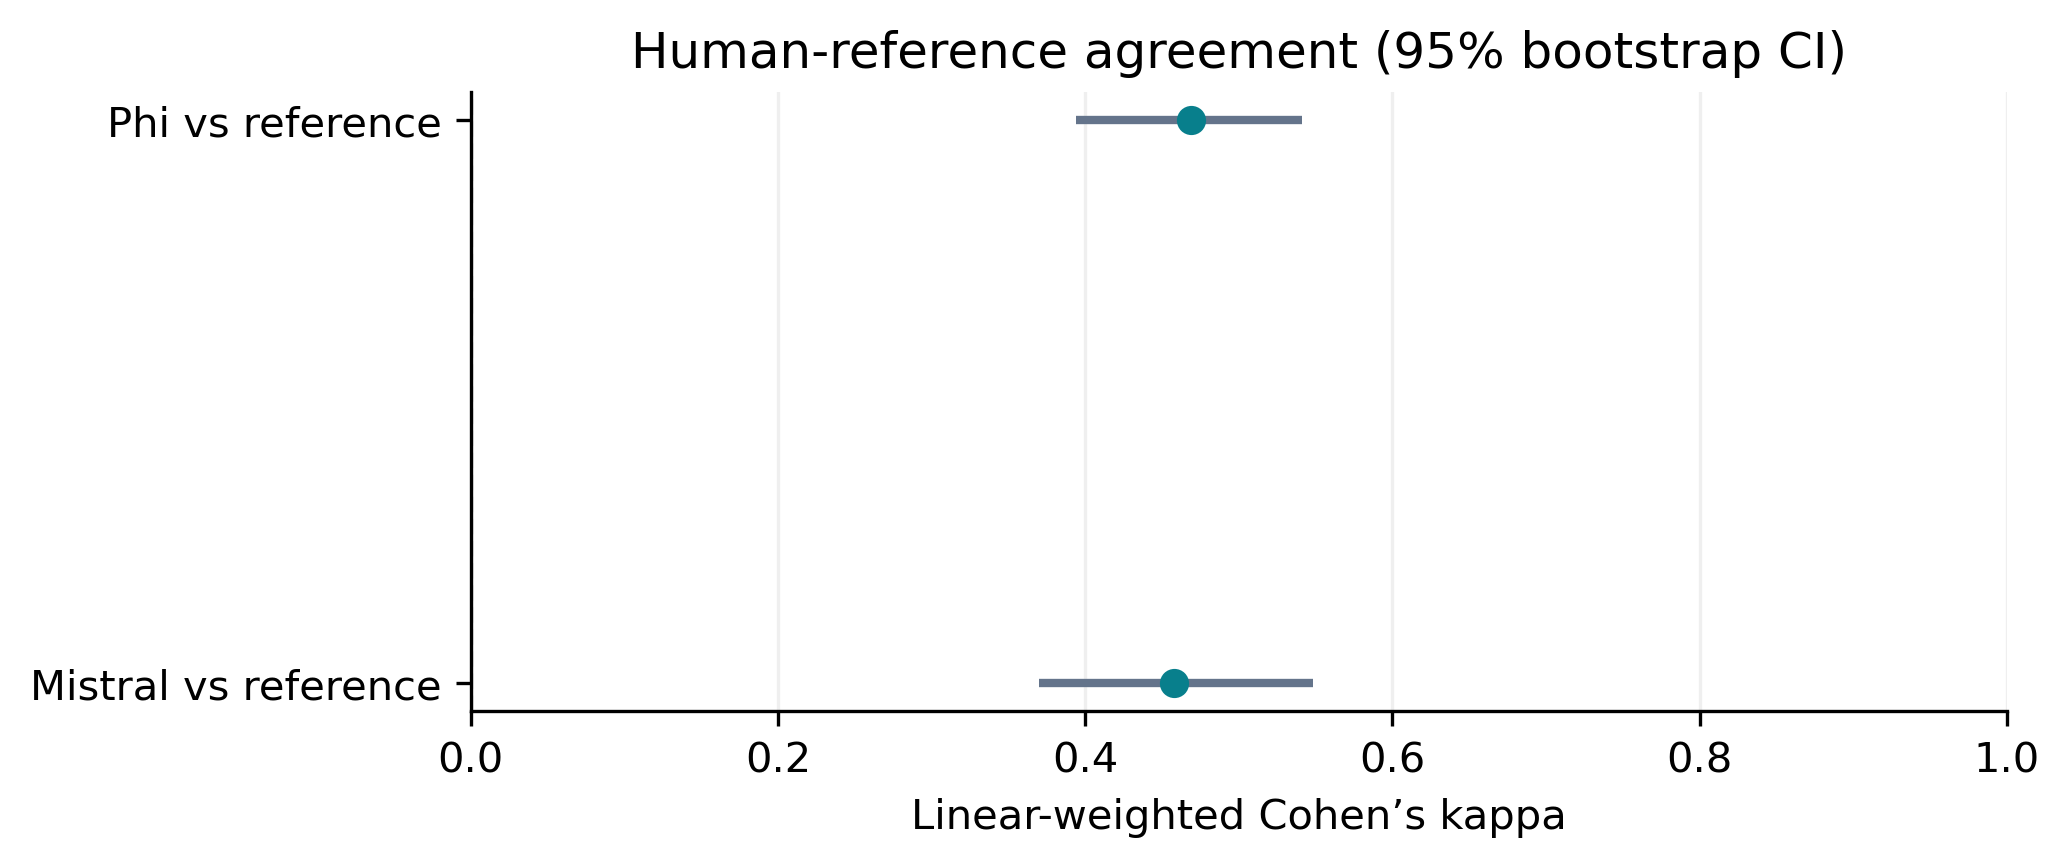 Human-reference agreement (95% bootstrap CI)
Phi vs reference
Mistral vs reference
0.0 0.2 0.4 0.6 0.8 1.0
Linear-weighted Cohen’s kappa